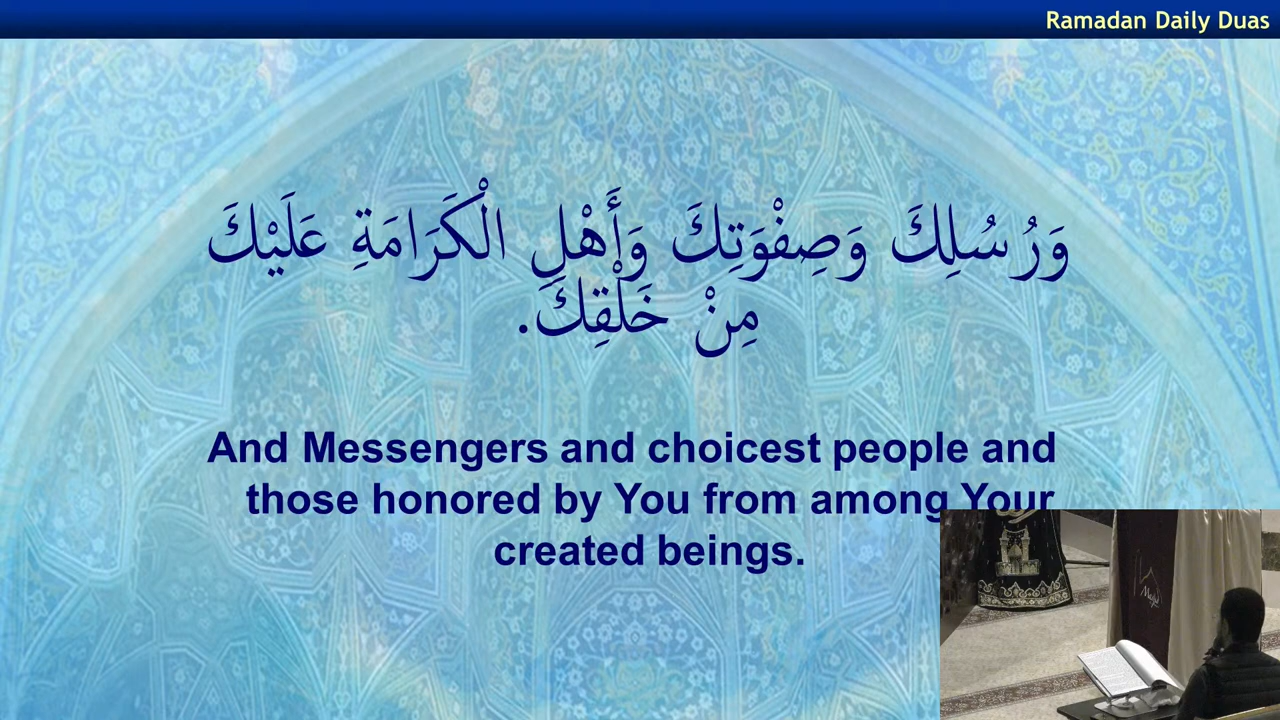 Ramadan Daily Duas
وَرُسُلِكَ وَصِفْوَتِكَ وَأَهْلِ الْكَرَامَةِ عَلَيْكَ
مِنْ خَلْقِكَ.
And Messengers and choicest people and
those honored by You from among Your
created beings.